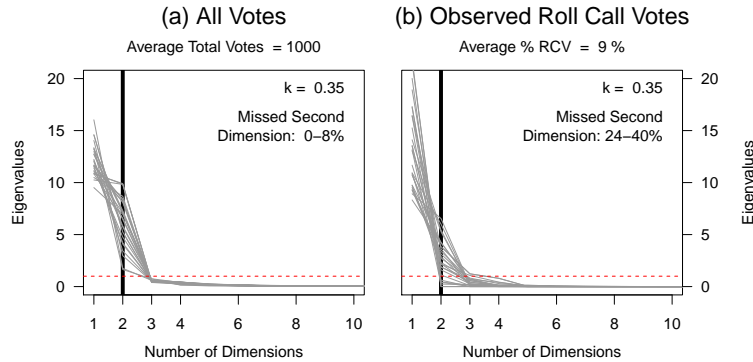 (a) All Votes
Average Total Votes = 1000
k = 0.35
Missed Second
Dimension: 0–8%
Eigenvalues
20
15
10
5
0
1 2 3 4 6 8 10
Number of Dimensions
(b) Observed Roll Call Votes
Average % RCV = 9 %
k = 0.35
Missed Second
Dimension: 24–40%
20
15
10
5
0
Eigenvalues
1 2 3 4 6 8 10
Number of Dimensions